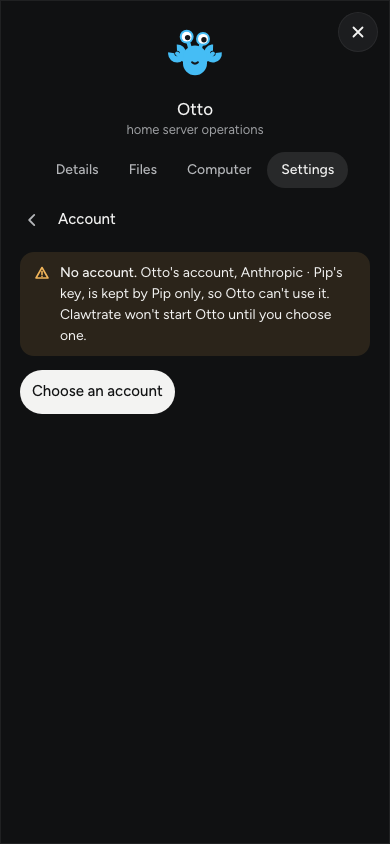 Otto
home server operations
Details Files Computer Settings
Account
No account. Otto's account, Anthropic · Pip's
key, is kept by Pip only, so Otto can't use it.
Clawtrate won't start Otto until you choose
one.
Choose an account